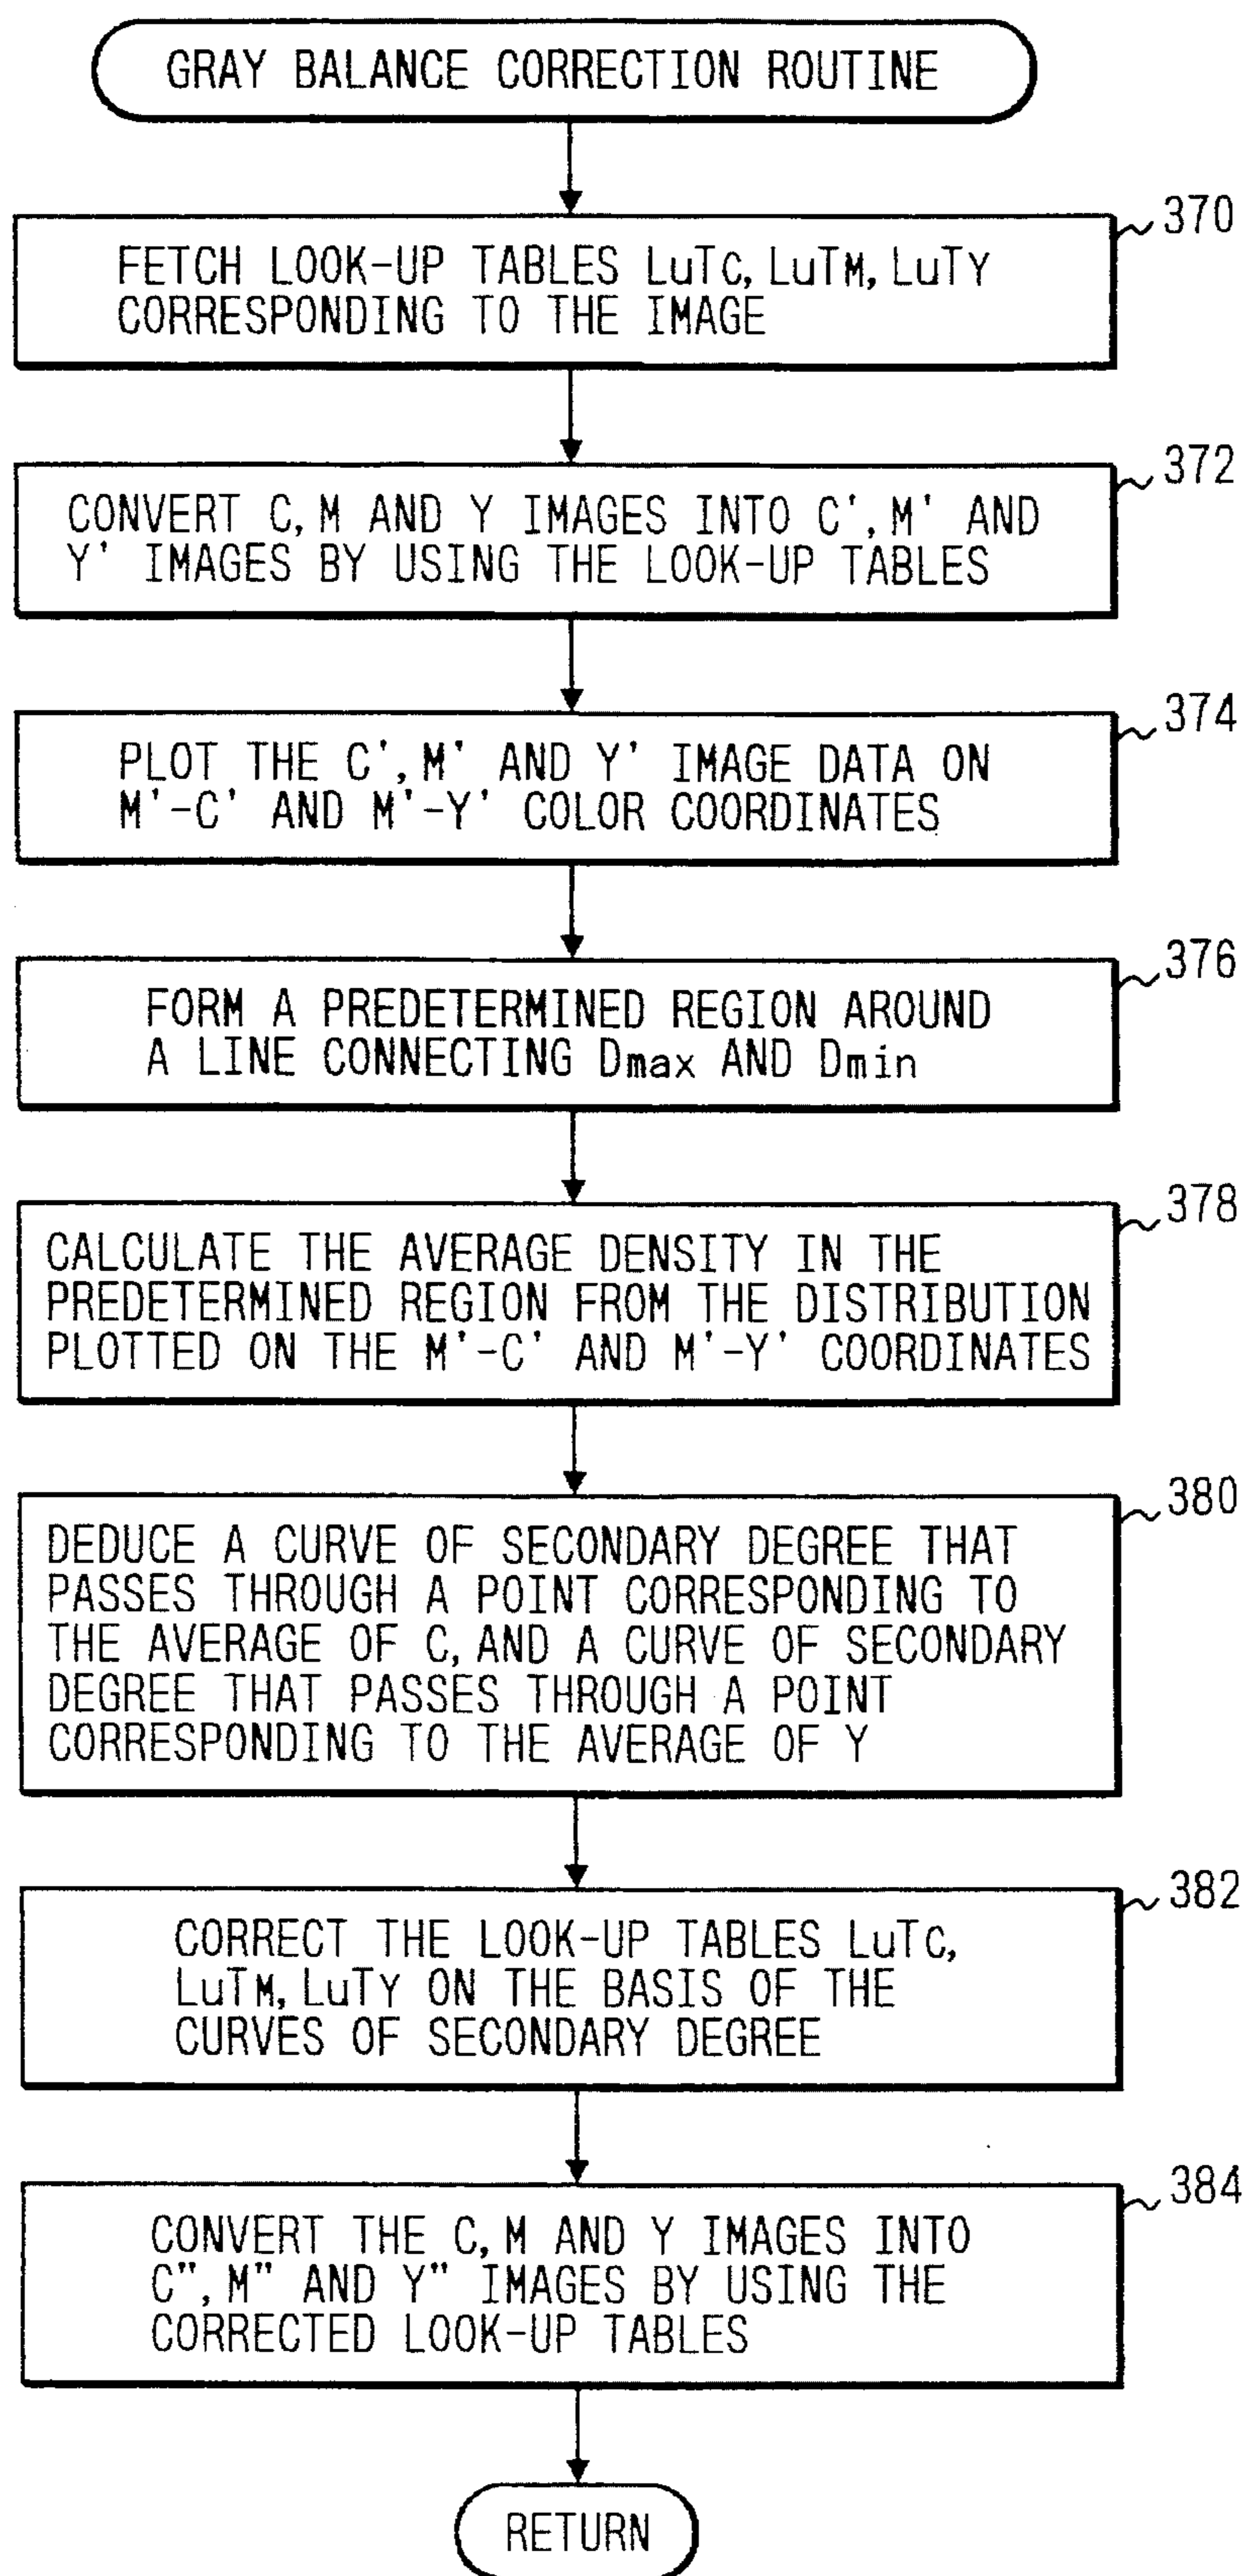 GRAY BALANCE CORRECTION ROUTINE
370
FETCH LOOK-UP TABLES LuTC, LuTM, LuTY
CORRESPONDING TO THE IMAGE
372
CONVERT C, M AND Y IMAGES INTO C', M' AND
Y' IMAGES BY USING THE LOOK-UP TABLES
374
PLOT THE C', M' AND Y' IMAGE DATA ON
M'-C' AND M'-Y' COLOR COORDINATES
376
FORM A PREDETERMINED REGION AROUND
A LINE CONNECTING Dmax AND Dmin
378
CALCULATE THE AVERAGE DENSITY IN THE
PREDETERMINED REGION FROM THE DISTRIBUTION
PLOTTED ON THE M'-C' AND M'-Y' COORDINATES
380
DEDUCE A CURVE OF SECONDARY DEGREE THAT
PASSES THROUGH A POINT CORRESPONDING TO
THE AVERAGE OF C, AND A CURVE OF SECONDARY
DEGREE THAT PASSES THROUGH A POINT
CORRESPONDING TO THE AVERAGE OF Y
382
CORRECT THE LOOK-UP TABLES LuTC,
LuTM, LuTY ON THE BASIS OF THE
CURVES OF SECONDARY DEGREE
384
CONVERT THE C, M AND Y IMAGES INTO
C", M" AND Y" IMAGES BY USING THE
CORRECTED LOOK-UP TABLES
RETURN